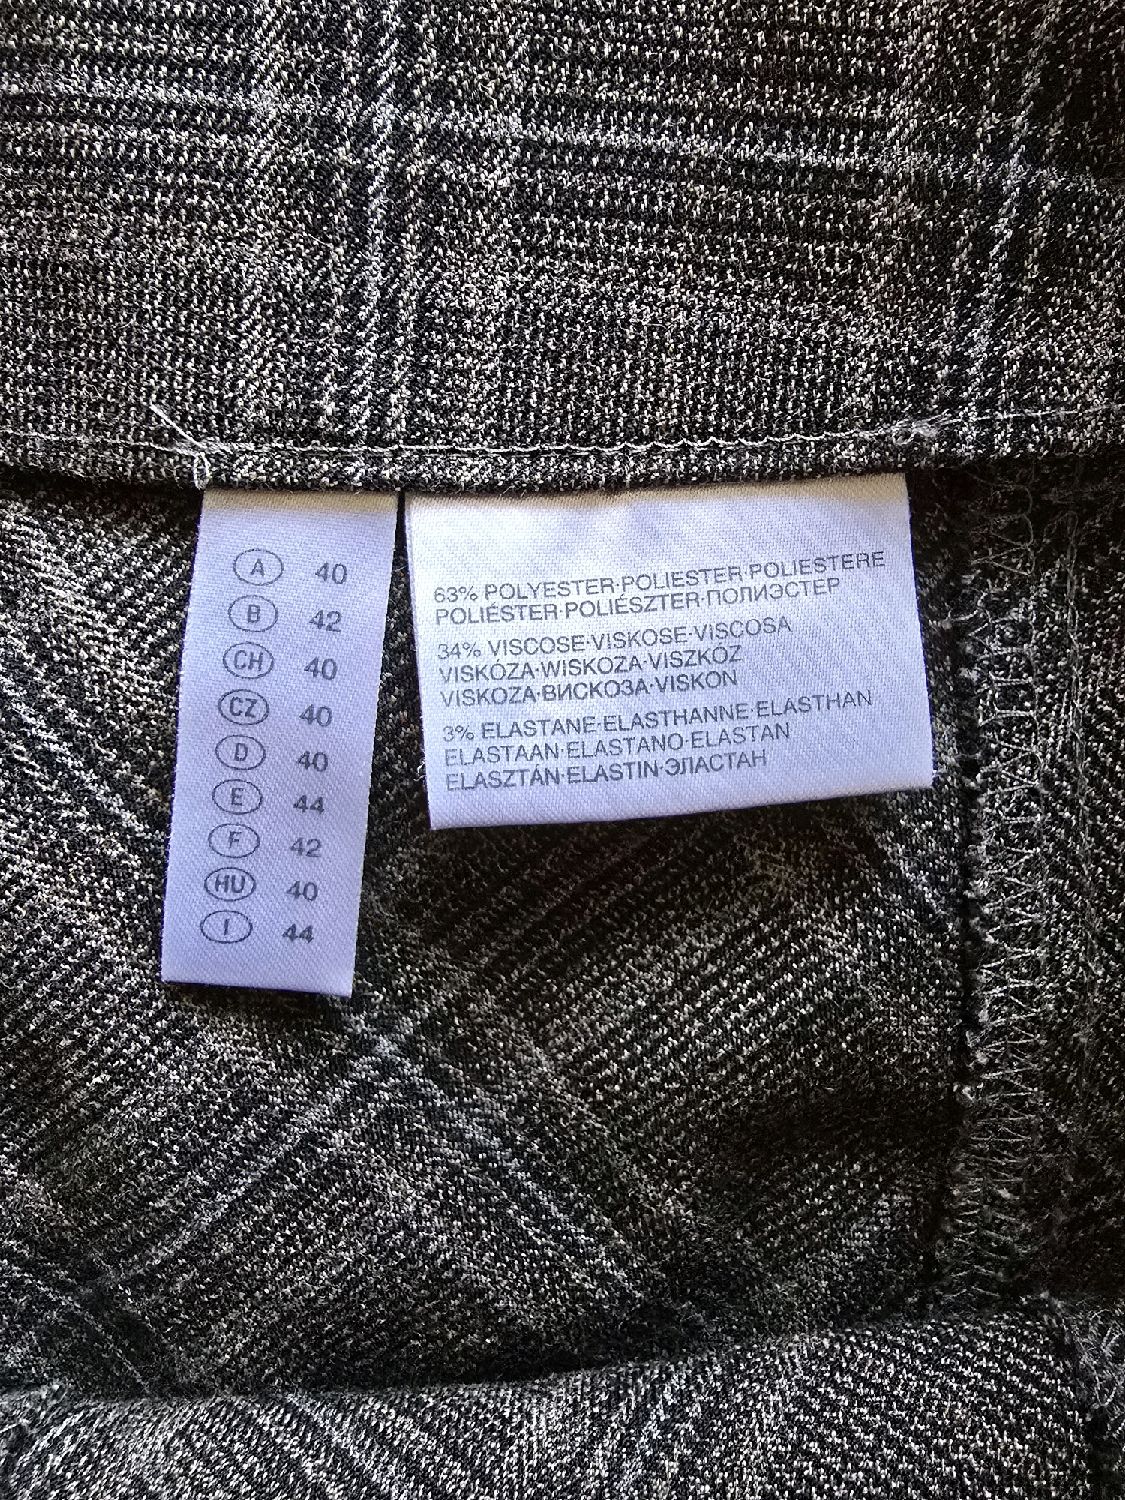 A 40
B 42
CH 40
CZ 40
D 40
E 44
F 42
HU 40
I 44
63% POLYESTER·POLIESTER·POLIESTERE
POLIÉSTER·POLIÉSZTER·ПОЛИЭСТЕР
34% VISCOSE·VISKOSE·VISCOSA
VISKÓZA·WISKOZA·VISZKÓZ
VISKOZA·ВИСКОЗА·VISKON
3% ELASTANE·ELASTHANNE·ELASTHAN
ELASTAAN·ELASTANO·ELASTAN
ELASZTÁN·ELASTIN·ЭЛАСТАН